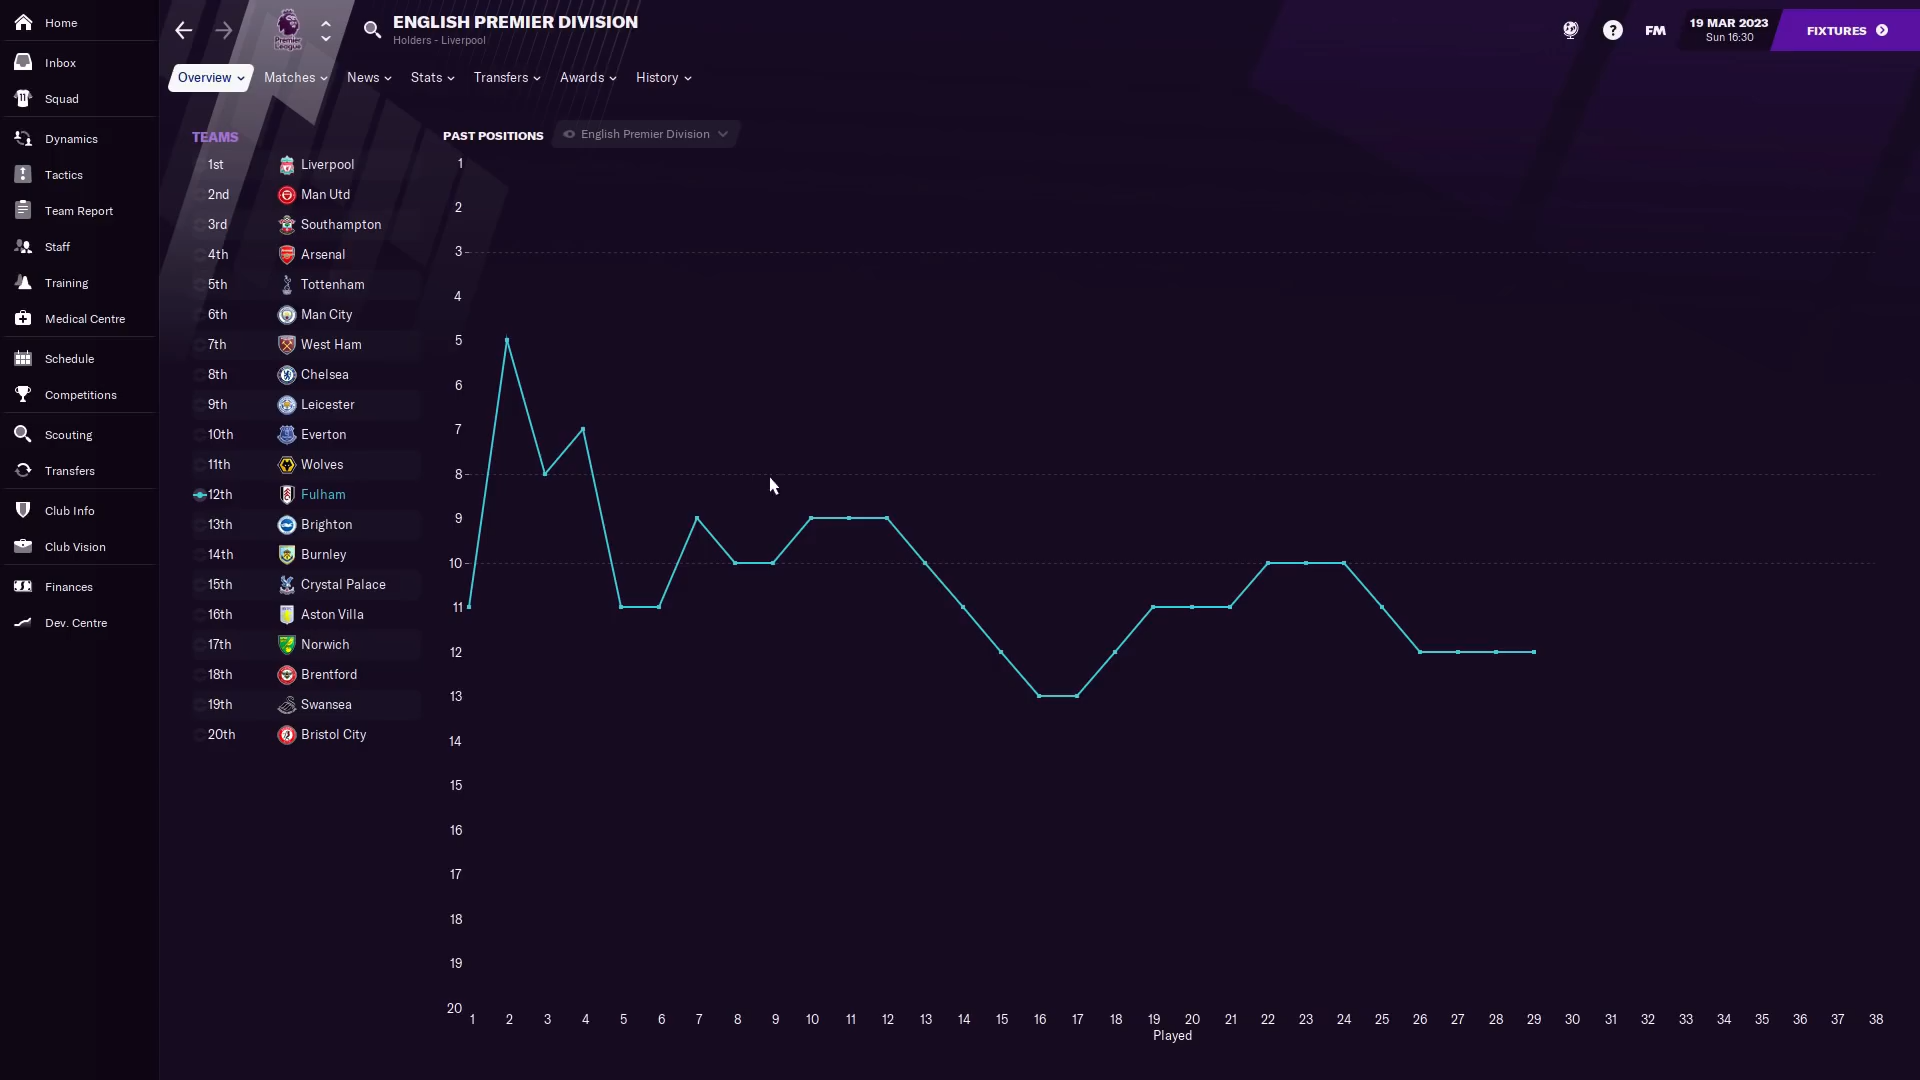 Home
Inbox
Squad
Dynamics
Tactics
Team Report
Staff
Training
Medical Centre
Schedule
Competitions
Scouting
Transfers
Club Info
Club Vision
Finances
Dev. Centre
ENGLISH PREMIER DIVISION
Holders - Liverpool
FM
19 MAR 2023
Sun 16:30
FIXTURES
Overview Matches News Stats Transfers Awards History
TEAMS
1st Liverpool
2nd Man Utd
3rd Southampton
4th Arsenal
5th Tottenham
6th Man City
7th West Ham
8th Chelsea
9th Leicester
10th Everton
11th Wolves
12th Fulham
13th Brighton
14th Burnley
15th Crystal Palace
16th Aston Villa
17th Norwich
18th Brentford
19th Swansea
20th Bristol City
PAST POSITIONS English Premier Division
1
2
3
4
5
6
7
8
9
10
11
12
13
14
15
16
17
18
19
20
1 2 3 4 5 6 7 8 9 10 11 12 13 14 15 16 17 18 19 20 21 22 23 24 25 26 27 28 29 30 31 32 33 34 35 36 37 38
Played